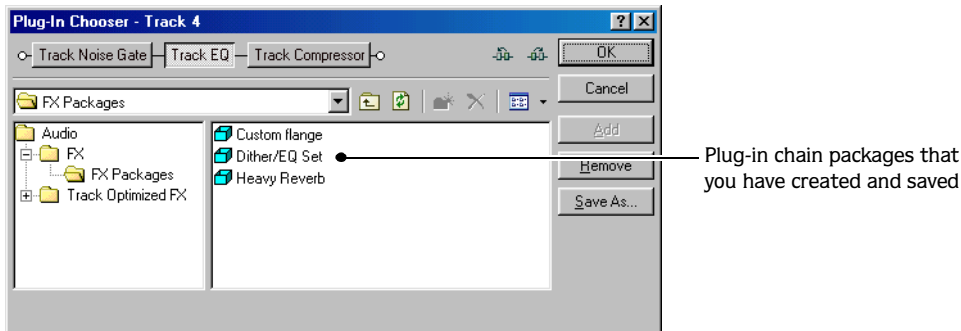 Plug-In Chooser - Track 4
Track Noise Gate Track EQ Track Compressor
OK
FX Packages
Cancel
Audio
FX
FX Packages
Track Optimized FX
Custom flange
Dither/EQ Set
Heavy Reverb
Add
Remove
Save As...
Plug-in chain packages that
you have created and saved